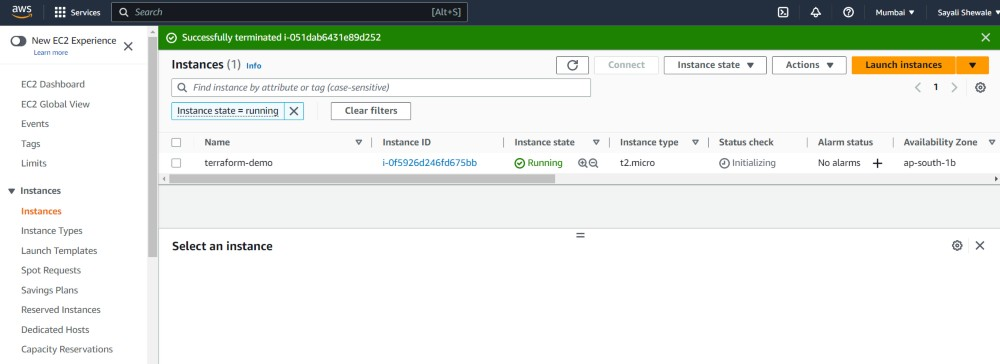 aws Services Search [Alt+S] Mumbai Sayali Shewale
New EC2 Experience
Learn more
EC2 Dashboard
EC2 Global View
Events
Tags
Limits
Instances
Instances
Instance Types
Launch Templates
Spot Requests
Savings Plans
Reserved Instances
Dedicated Hosts
Capacity Reservations
Successfully terminated i-051dab6431e89d252
Instances (1) Info
Connect Instance state Actions Launch instances
Find instance by attribute or tag (case-sensitive)
1
Instance state = running Clear filters
Name Instance ID Instance state Instance type Status check Alarm status Availability Zone
terraform-demo i-0f5926d246fd675bb Running t2.micro Initializing No alarms + ap-south-1b
Select an instance